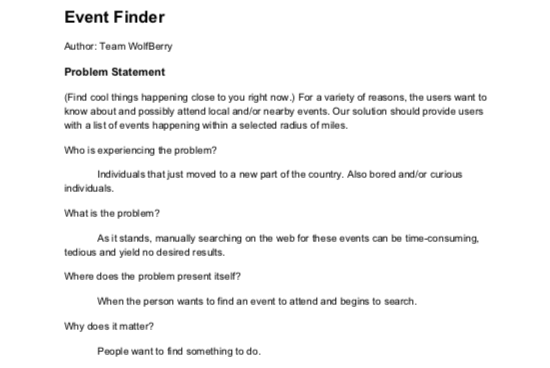 Event Finder
Author: Team WolfBerry
Problem Statement
(Find cool things happening close to you right now.) For a variety of reasons, the users want to
know about and possibly attend local and/or nearby events. Our solution should provide users
with a list of events happening within a selected radius of miles.
Who is experiencing the problem?
Individuals that just moved to a new part of the country. Also bored and/or curious
individuals.
What is the problem?
As it stands, manually searching on the web for these events can be time-consuming,
tedious and yield no desired results.
Where does the problem present itself?
When the person wants to find an event to attend and begins to search.
Why does it matter?
People want to find something to do.